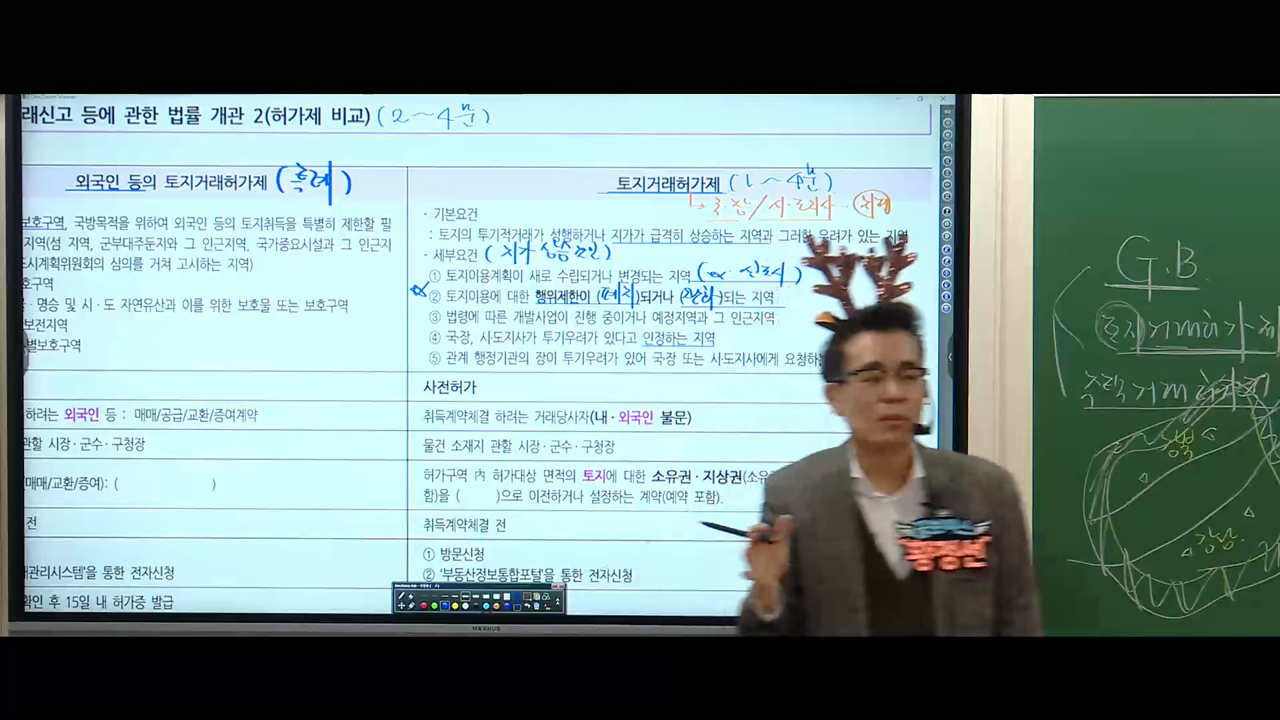 래신고 등에 관한 법률 개관 2(허가제 비교) (2~4문)
외국인 등의 토지거래허가제 (특례)
보호구역, 국방목적을 위하여 외국인 등의 토지취득을 특별히 제한할 필
지역(섬 지역, 군부대주둔지와 그 인근지역, 국가중요시설과 그 인근지
도시계획위원회의 심의를 거쳐 고시하는 지역)
호구역
· 명승 및 시·도 자연유산과 이를 위한 보호물 또는 보호구역
보전지역
별보호구역
하려는 외국인 등 : 매매/공급/교환/증여계약
관할 시장·군수·구청장
매매/교환/증여): ( )
전
관리시스템'을 통한 전자신청
확인 후 15일 내 허가증 발급
토지거래허가제 (1~4문)
국·장/시·도지사
- 기본요건
: 토지의 투기적거래가 성행하거나 지가가 급격히 상승하는 지역과 그러할 우려가 있는 지역
- 세부요건 (지가 상승 요인)
① 토지이용계획이 새로 수립되거나 변경되는 지역 (ex 신도시)
② 토지이용에 대한 행위제한이 (폐지)되거나 (완화)되는 지역
③ 법령에 따른 개발사업이 진행 중이거나 예정지역과 그 인근지역
④ 국장, 시·도지사가 투기우려가 있다고 인정하는 지역
⑤ 관계 행정기관의 장이 투기우려가 있어 국장 또는 시·도지사에게 요청하는
사전허가
취득계약체결 하려는 거래당사자(내·외국인 불문)
물건 소재지 관할 시장·군수·구청장
허가구역 內 허가대상 면적의 토지에 대한 소유권·지상권(소유
함)을 ( )으로 이전하거나 설정하는 계약(예약 포함).
취득계약체결 전
① 방문신청
② '부동산정보통합포털'을 통한 전자신청
MAXHUB
G.B
토지거래허가제
주택거래
강북
강남